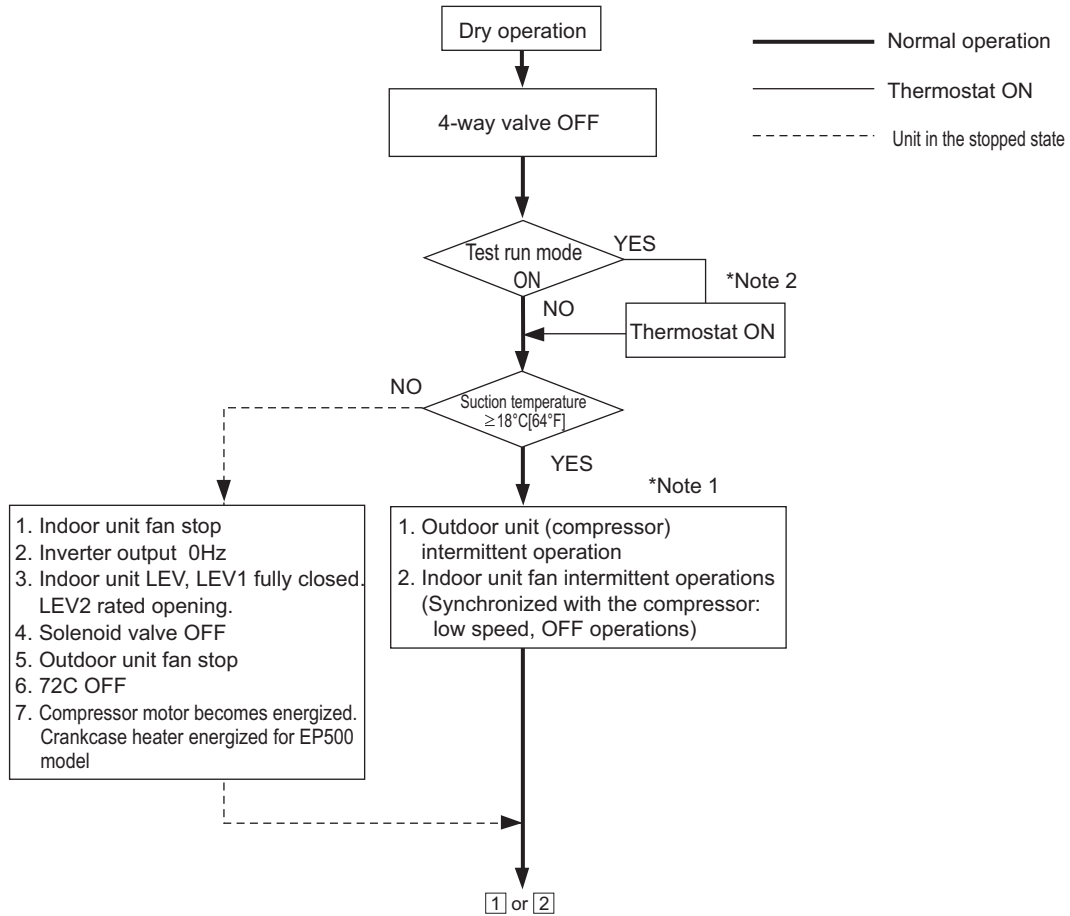 Dry operation
Normal operation
Thermostat ON
Unit in the stopped state
4-way valve OFF
Test run mode
ON
YES
NO
*Note 2
Thermostat ON
Suction temperature
≥18°C[64°F]
NO
YES
*Note 1
1. Indoor unit fan stop
2. Inverter output 0Hz
3. Indoor unit LEV, LEV1 fully closed.
LEV2 rated opening.
4. Solenoid valve OFF
5. Outdoor unit fan stop
6. 72C OFF
7. Compressor motor becomes energized.
Crankcase heater energized for EP500
model
1. Outdoor unit (compressor)
intermittent operation
2. Indoor unit fan intermittent operations
(Synchronized with the compressor:
low speed, OFF operations)
1 or 2